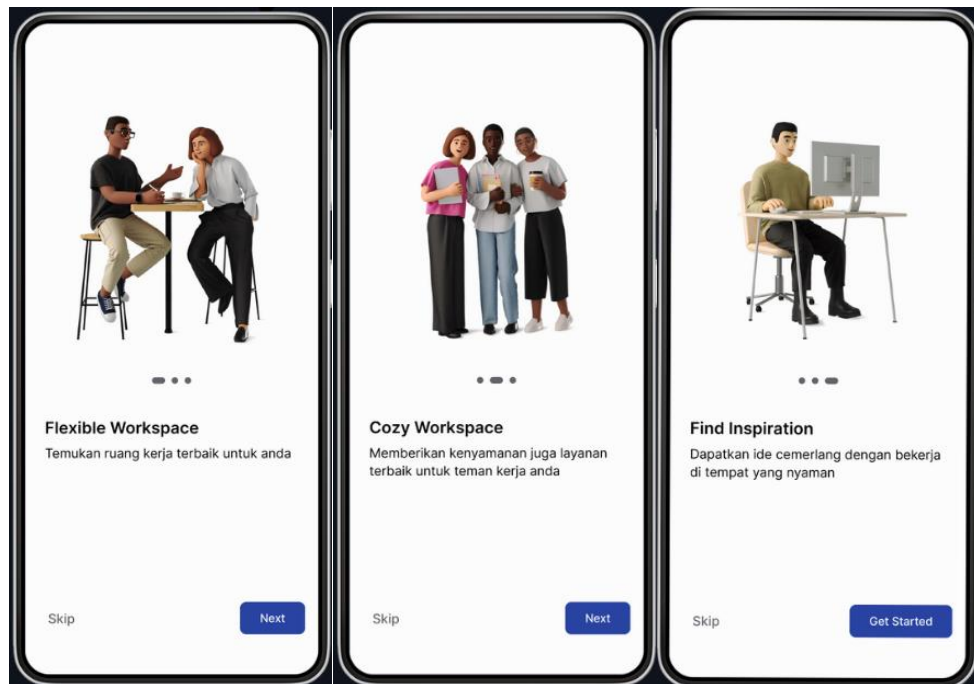 Flexible Workspace
Temukan ruang kerja terbaik untuk anda
Skip
Next
Cozy Workspace
Memberikan kenyamanan juga layanan
terbaik untuk teman kerja anda
Skip
Next
Find Inspiration
Dapatkan ide cemerlang dengan bekerja
di tempat yang nyaman
Skip
Get Started